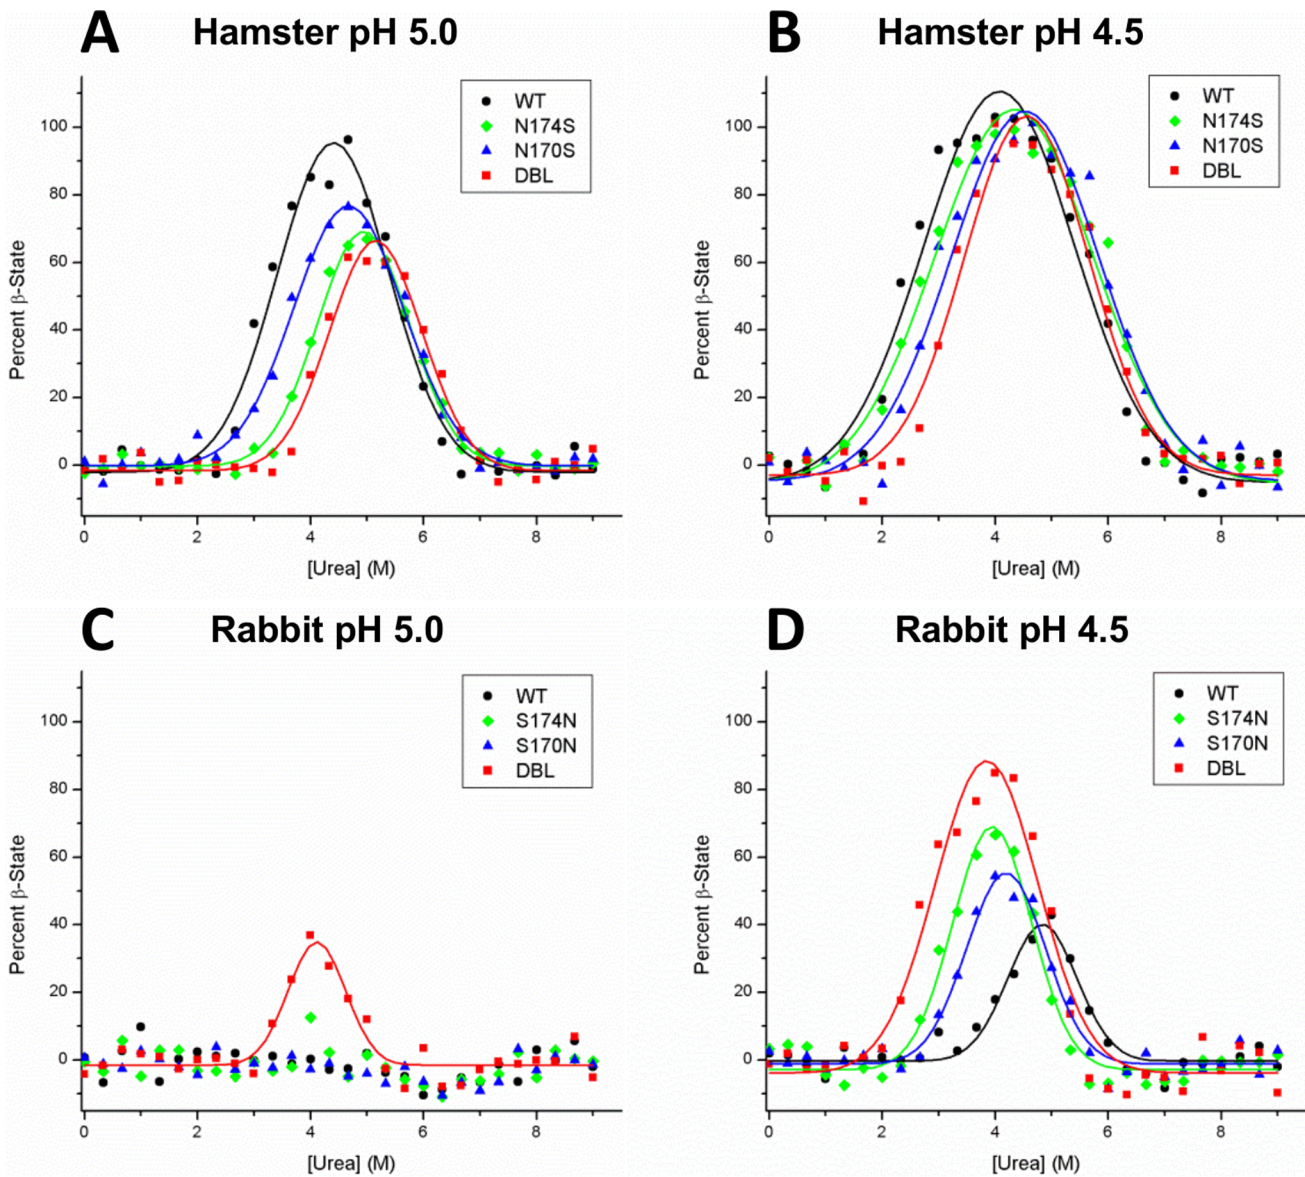 A Hamster pH 5.0
WT
N174S
N170S
DBL
100
80
60
40
20
0
Percent β-State
0 2 4 6 8
[Urea] (M)
B Hamster pH 4.5
WT
N174S
N170S
DBL
100
80
60
40
20
0
Percent β-State
0 2 4 6 8
[Urea] (M)
C Rabbit pH 5.0
WT
S174N
S170N
DBL
100
80
60
40
20
0
Percent β-State
0 2 4 6 8
[Urea] (M)
D Rabbit pH 4.5
WT
S174N
S170N
DBL
100
80
60
40
20
0
Percent β-State
0 2 4 6 8
[Urea] (M)